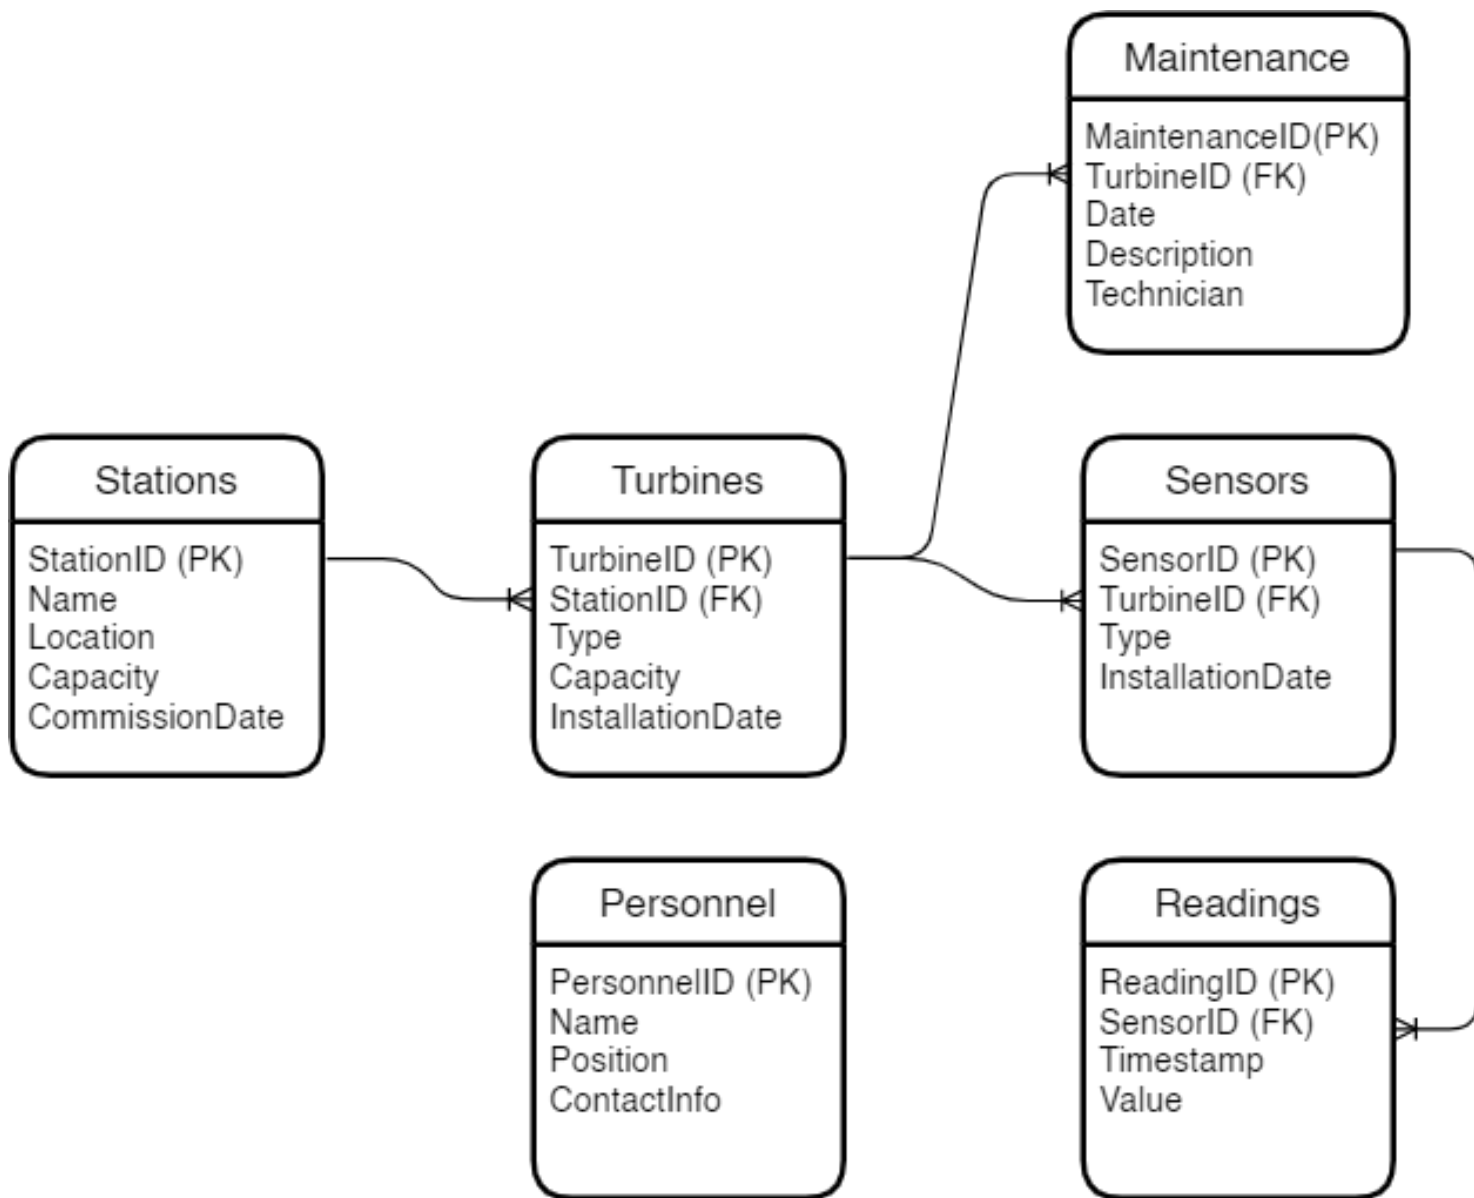 Maintenance
MaintenanceID(PK)
TurbineID (FK)
Date
Description
Technician
Stations
StationID (PK)
Name
Location
Capacity
CommissionDate
Turbines
TurbineID (PK)
StationID (FK)
Type
Capacity
InstallationDate
Sensors
SensorID (PK)
TurbineID (FK)
Type
InstallationDate
Personnel
PersonnelID (PK)
Name
Position
ContactInfo
Readings
ReadingID (PK)
SensorID (FK)
Timestamp
Value